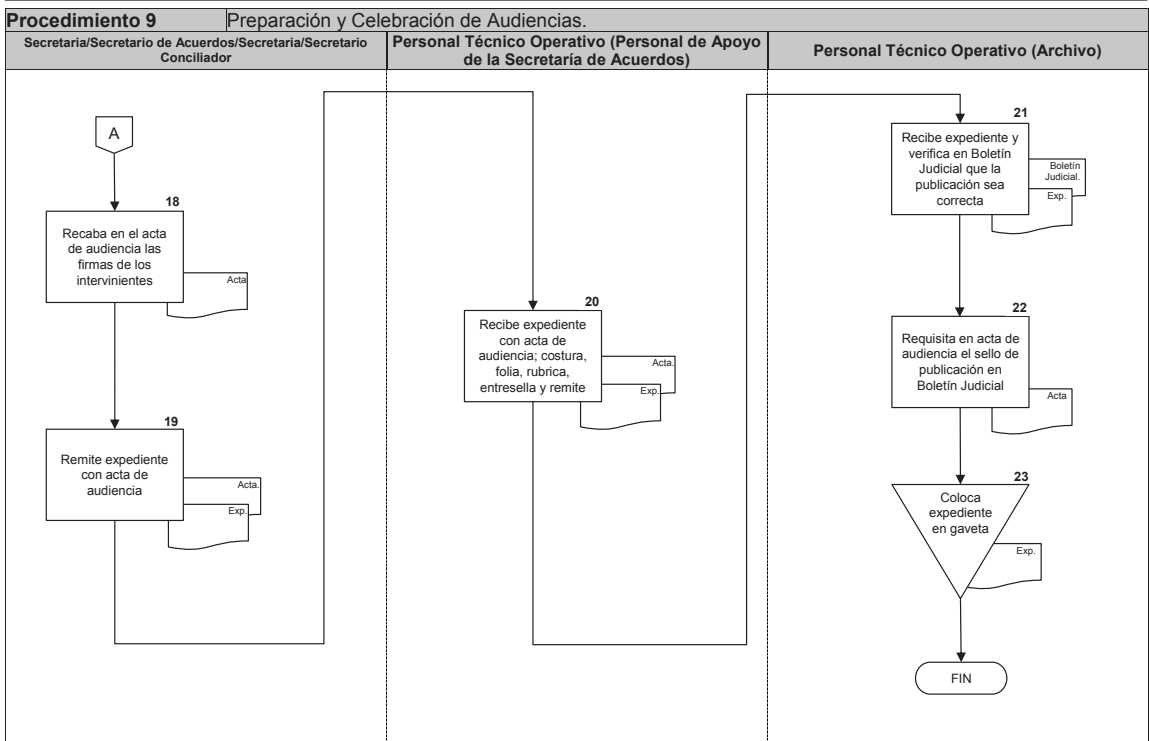 Procedimiento 9 Preparación y Celebración de Audiencias.
Secretaria/Secretario de Acuerdos/Secretaria/Secretario
Conciliador
Personal Técnico Operativo (Personal de Apoyo
de la Secretaría de Acuerdos)
Personal Técnico Operativo (Archivo)
A
18
Recaba en el acta
de audiencia las
firmas de los
intervinientes
Acta
19
Remite expediente
con acta de
audiencia
Acta.
Exp.
20
Recibe expediente
con acta de
audiencia; costura,
folia, rubrica,
entresella y remite
Acta.
Exp.
21
Recibe expediente y
verifica en Boletín
Judicial que la
publicación sea
correcta
Boletín
Judicial.
Exp.
22
Requisita en acta de
audiencia el sello de
publicación en
Boletín Judicial
Acta
23
Coloca
expediente
en gaveta
Exp.
FIN